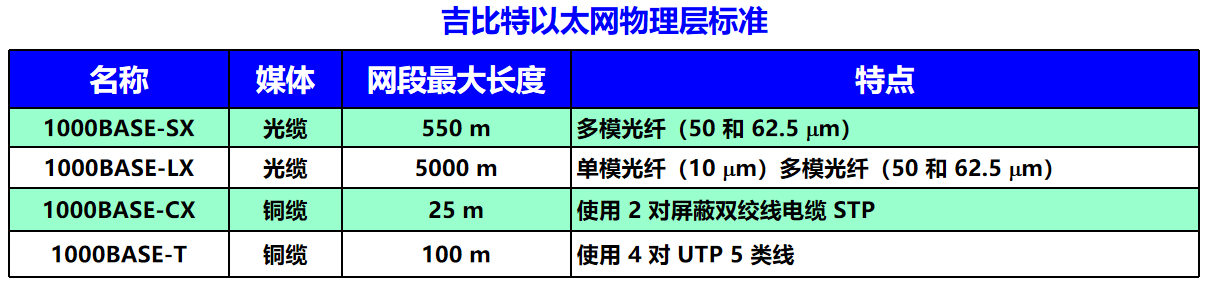 吉比特以太网物理层标准
名称 媒体 网段最大长度 特点
1000BASE-SX 光缆 550 m 多模光纤（50 和 62.5 μm）
1000BASE-LX 光缆 5000 m 单模光纤（10 μm）多模光纤（50 和 62.5 μm）
1000BASE-CX 铜缆 25 m 使用 2 对屏蔽双绞线电缆 STP
1000BASE-T 铜缆 100 m 使用 4 对 UTP 5 类线